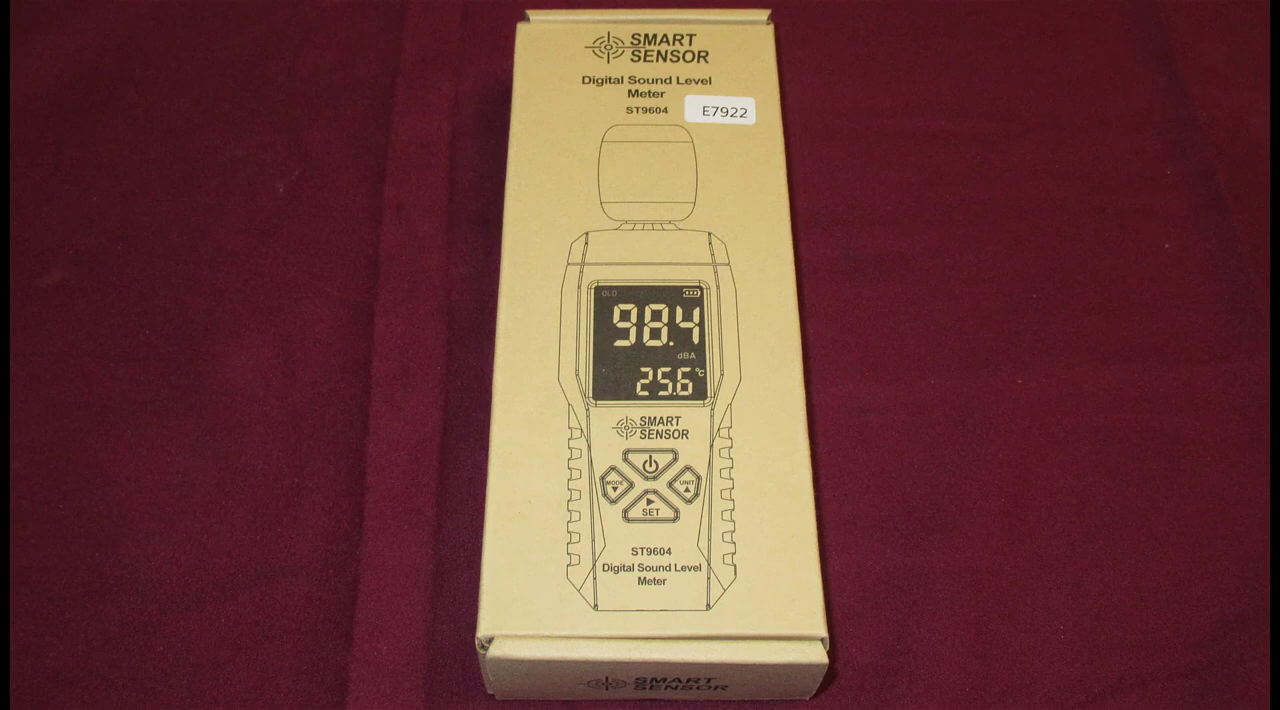 SMART
SENSOR
Digital Sound Level
Meter
ST9604
E7922
OLD
98.4
dBA
25.6 °C
SMART
SENSOR
MODE
UNIT
SET
ST9604
Digital Sound Level
Meter
SMART
SENSOR